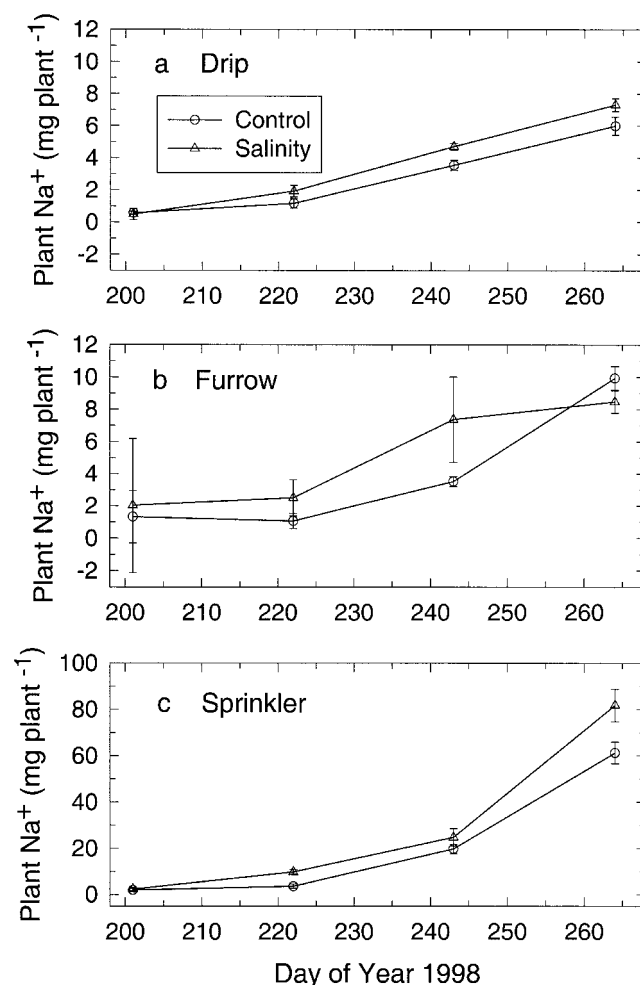 a Drip
Control
Salinity
Plant Na⁺ (mg plant ⁻¹)
12
10
8
6
4
2
0
-2
200 210 220 230 240 250 260
b Furrow
Plant Na⁺ (mg plant ⁻¹)
12
10
8
6
4
2
0
-2
200 210 220 230 240 250 260
c Sprinkler
Plant Na⁺ (mg plant ⁻¹)
100
80
60
40
20
0
200 210 220 230 240 250 260
Day of Year 1998